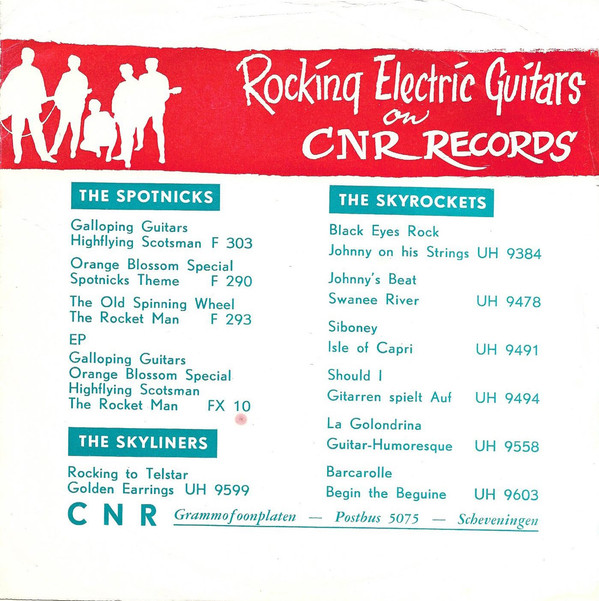 Rocking Electric Guitars
on
CNR RECORDS
THE SPOTNICKS
Galloping Guitars
Highflying Scotsman F 303
Orange Blossom Special
Spotnicks Theme F 290
The Old Spinning Wheel
The Rocket Man F 293
EP
Galloping Guitars
Orange Blossom Special
Highflying Scotsman
The Rocket Man FX 10
THE SKYLINERS
Rocking to Telstar
Golden Earrings UH 9599
THE SKYROCKETS
Black Eyes Rock
Johnny on his Strings UH 9384
Johnny's Beat
Swanee River UH 9478
Siboney
Isle of Capri UH 9491
Should I
Gitarren spielt Auf UH 9494
La Golondrina
Guitar-Humoresque UH 9558
Barcarolle
Begin the Beguine UH 9603
CNR Grammofoonplaten — Postbus 5075 — Scheveningen